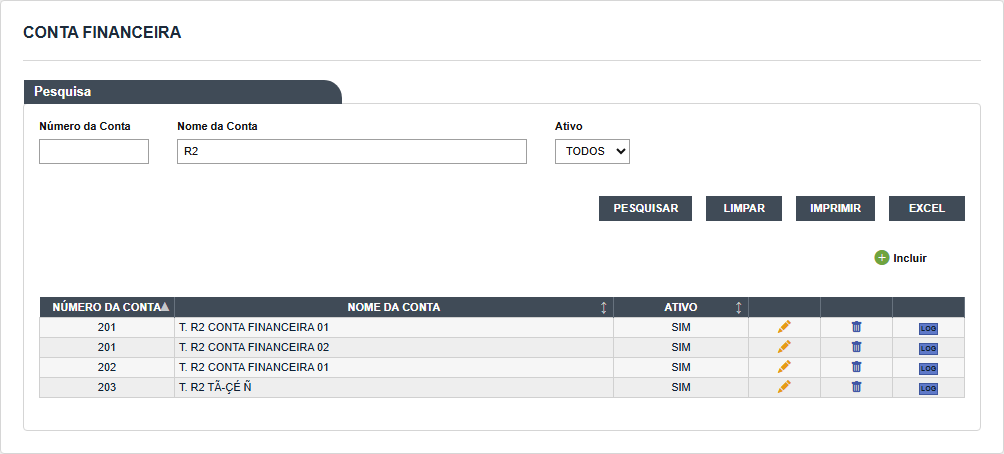 CONTA FINANCEIRA
Pesquisa
Número da Conta Nome da Conta Ativo
R2 TODOS
PESQUISAR LIMPAR IMPRIMIR EXCEL
Incluir
NÚMERO DA CONTA NOME DA CONTA ATIVO
201 T. R2 CONTA FINANCEIRA 01 SIM LOG
201 T. R2 CONTA FINANCEIRA 02 SIM LOG
202 T. R2 CONTA FINANCEIRA 01 SIM LOG
203 T. R2 TÃ-ÇÉ Ñ SIM LOG